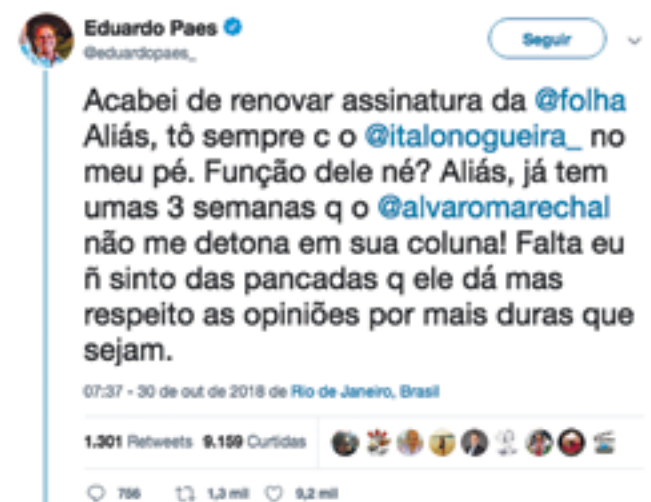 Eduardo Paes
@eduardopaes_
Seguir
Acabei de renovar assinatura da @folha
Aliás, tô sempre c o @italonogueira_ no
meu pé. Função dele né? Aliás, já tem
umas 3 semanas q o @alvaromarechal
não me detona em sua coluna! Falta eu
ñ sinto das pancadas q ele dá mas
respeito as opiniões por mais duras que
sejam.
07:37 - 30 de out de 2018 de Rio de Janeiro, Brasil
1.301 Retweets 9.159 Curtidas
756 1,3 mil 9,2 mil